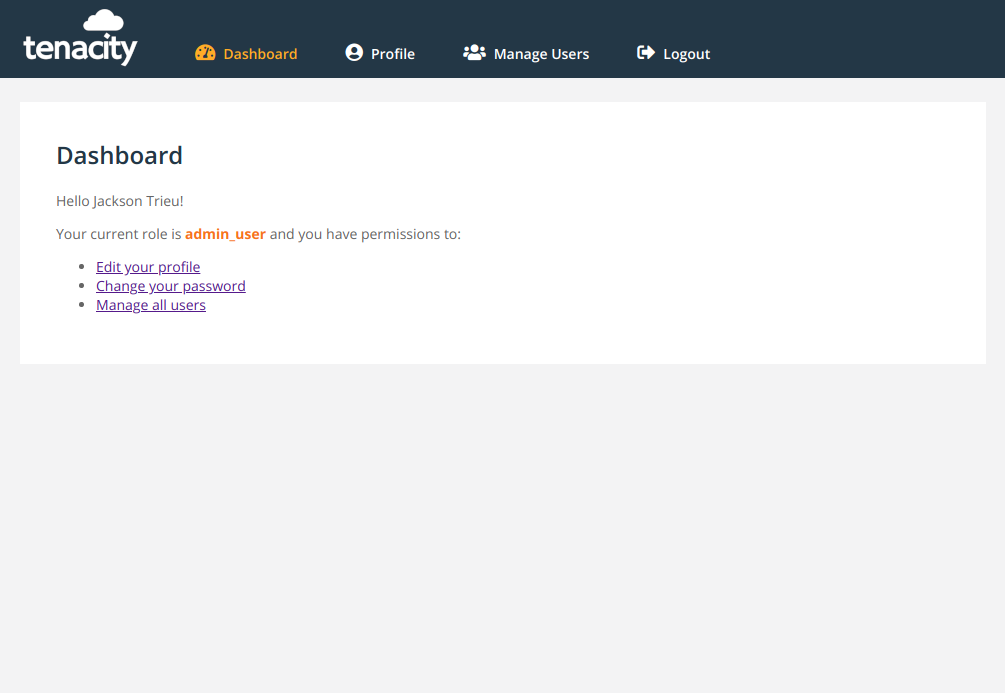 tenacity
Dashboard Profile Manage Users Logout
Dashboard
Hello Jackson Trieu!
Your current role is admin_user and you have permissions to:
Edit your profile
Change your password
Manage all users